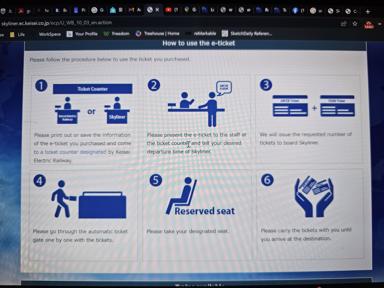 skyliner.keisei.co.jp/ecp/U_WB_10_03_en.action
Life
WorkSpace
Your Profile
Freedom
Treehouse | Home
reMarkable
SketchDaily Referen...
How to use the e-ticket
Please follow the procedure below to use the ticket you purchased.
1
Ticket Counter
or
Skyliner
Please print out or save the information
of the e-ticket you purchased and come
to a ticket counter designated by Keisei
Electric Railway.
2
Please present the e-ticket to the staff at
the ticket counter and tell your desired
departure time of Skyliner.
3
+
We will issue the requested number of
tickets to board Skyliner.
4
Please go through the automatic ticket
gate one by one with the tickets.
5
Reserved seat
Please take your designated seat.
6
Please carry the tickets with you until
you arrive at the destination.